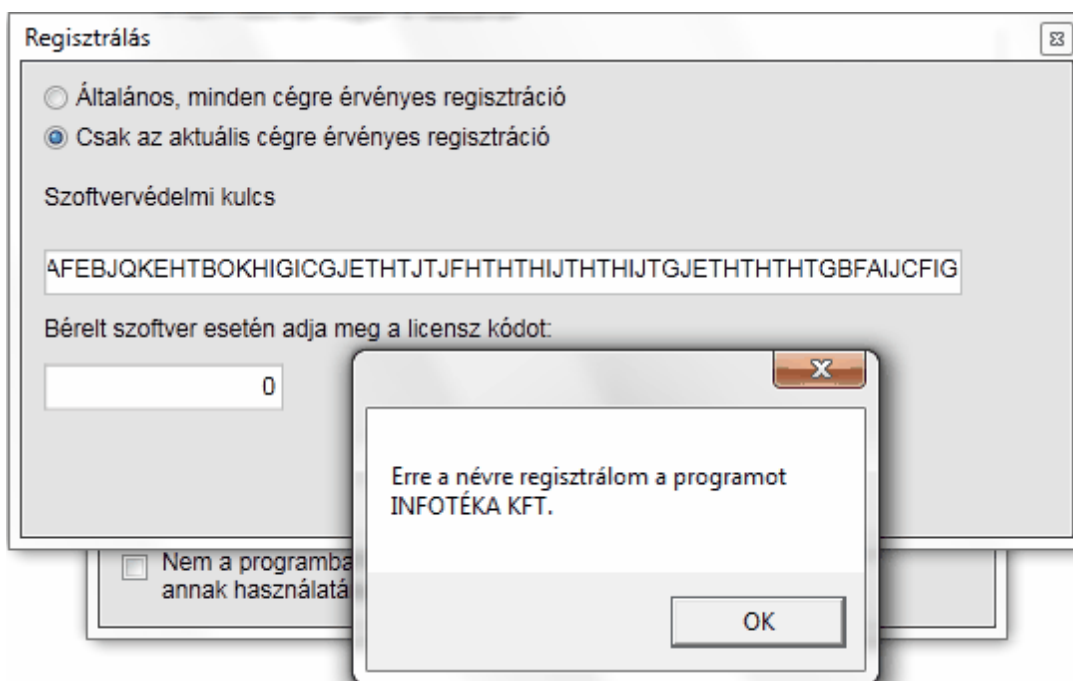 Regisztrálás
Általános, minden cégre érvényes regisztráció
Csak az aktuális cégre érvényes regisztráció
Szoftvervédelmi kulcs
AFEBJQKEHTBOKHIGICGJETHTJTJFHTHTHIJTHTHIJTGJETHTHTHTGBFAIJCFIG
Bérelt szoftver esetén adja meg a licensz kódot:
0
Erre a névre regisztrálom a programot
INFOTÉKA KFT.
OK
Nem a programba
annak használatá